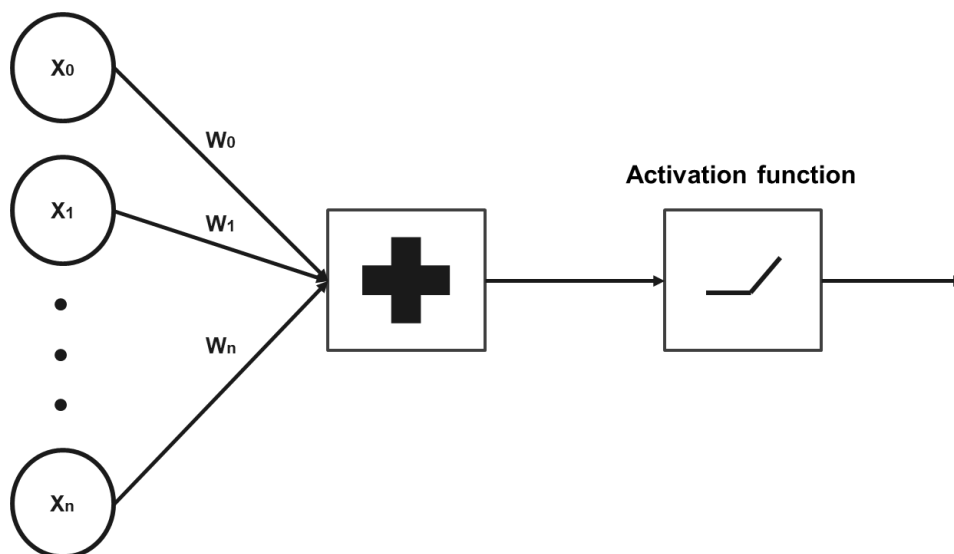 X₀
W₀
Activation function
X₁
W₁
Wₙ
Xₙ